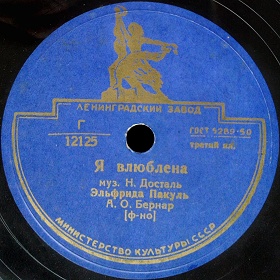 ЛЕНИНГРАДСКИЙ ЗАВОД
Г
12125
ГОСТ 5289-50
третий кл.
Я влюблена
муз. Н. Досталь
Эльфрида Пакуль
А. О. Бернар
[ф-но]
МИНИСТЕРСТВО КУЛЬТУРЫ СССР